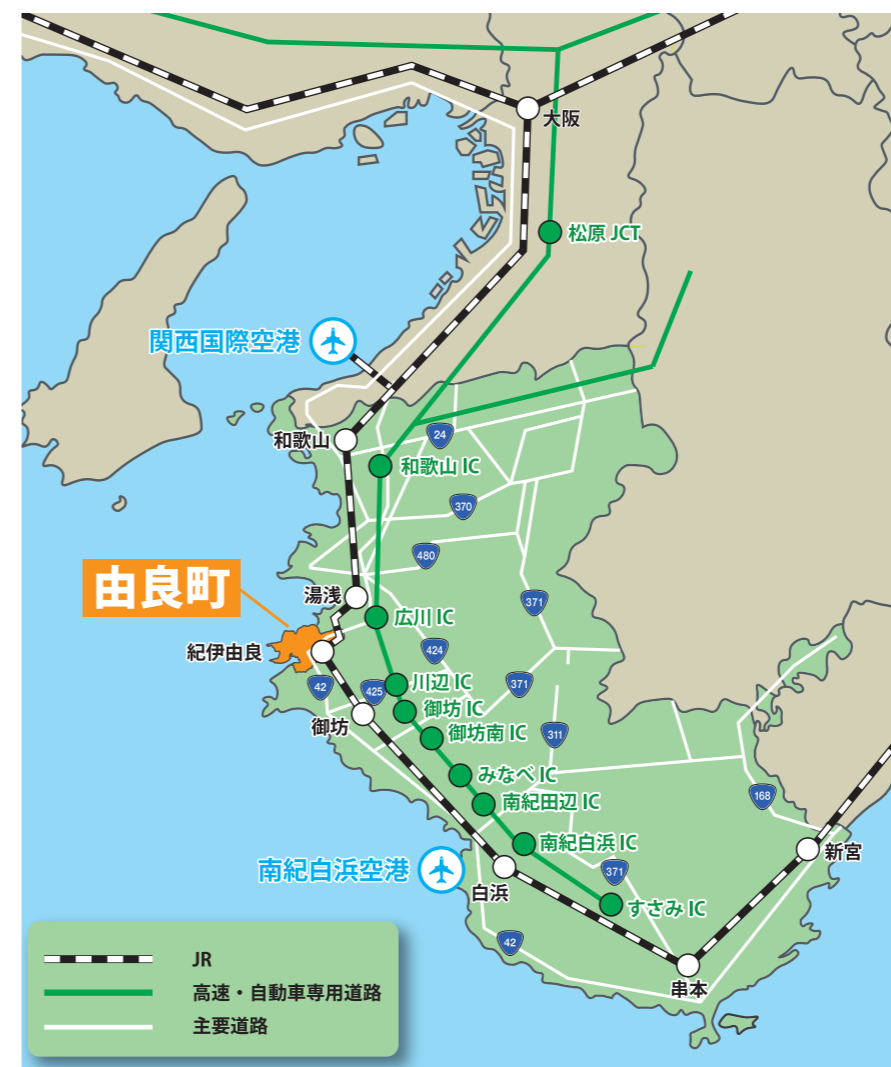 大阪
松原 JCT
関西国際空港
和歌山
24
和歌山 IC
370
480
由良町
湯浅
371
広川 IC
紀伊由良
424
42
425
川辺 IC
371
御坊 IC
御坊
御坊南 IC
311
みなべ IC
南紀田辺 IC
168
南紀白浜 IC
新宮
南紀白浜空港
白浜
371
すさみ IC
42
串本
JR
高速・自動車専用道路
主要道路